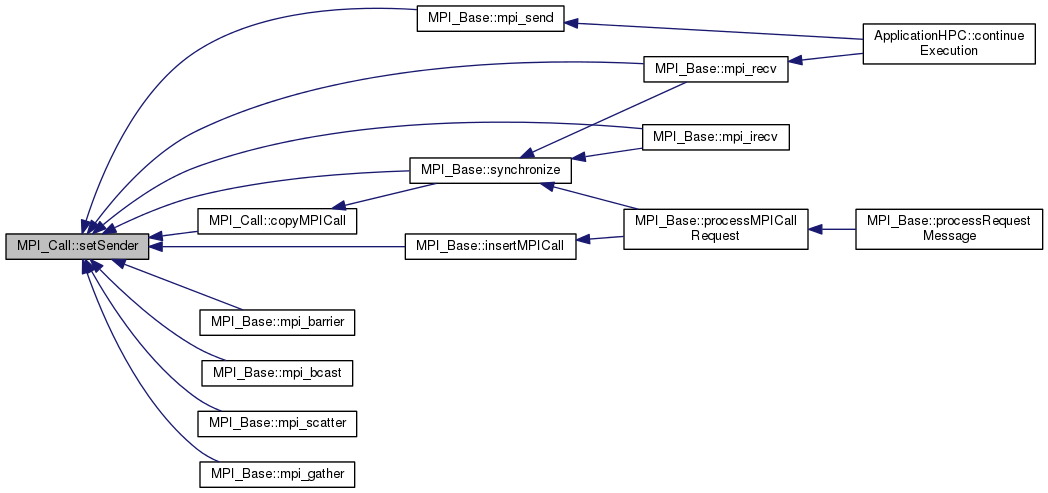 MPI_Base::mpi_send
ApplicationHPC::continue
Execution
MPI_Base::mpi_recv
MPI_Base::mpi_irecv
MPI_Base::synchronize
MPI_Call::copyMPICall
MPI_Base::processMPICall
Request
MPI_Base::processRequest
Message
MPI_Call::setSender
MPI_Base::insertMPICall
MPI_Base::mpi_barrier
MPI_Base::mpi_bcast
MPI_Base::mpi_scatter
MPI_Base::mpi_gather